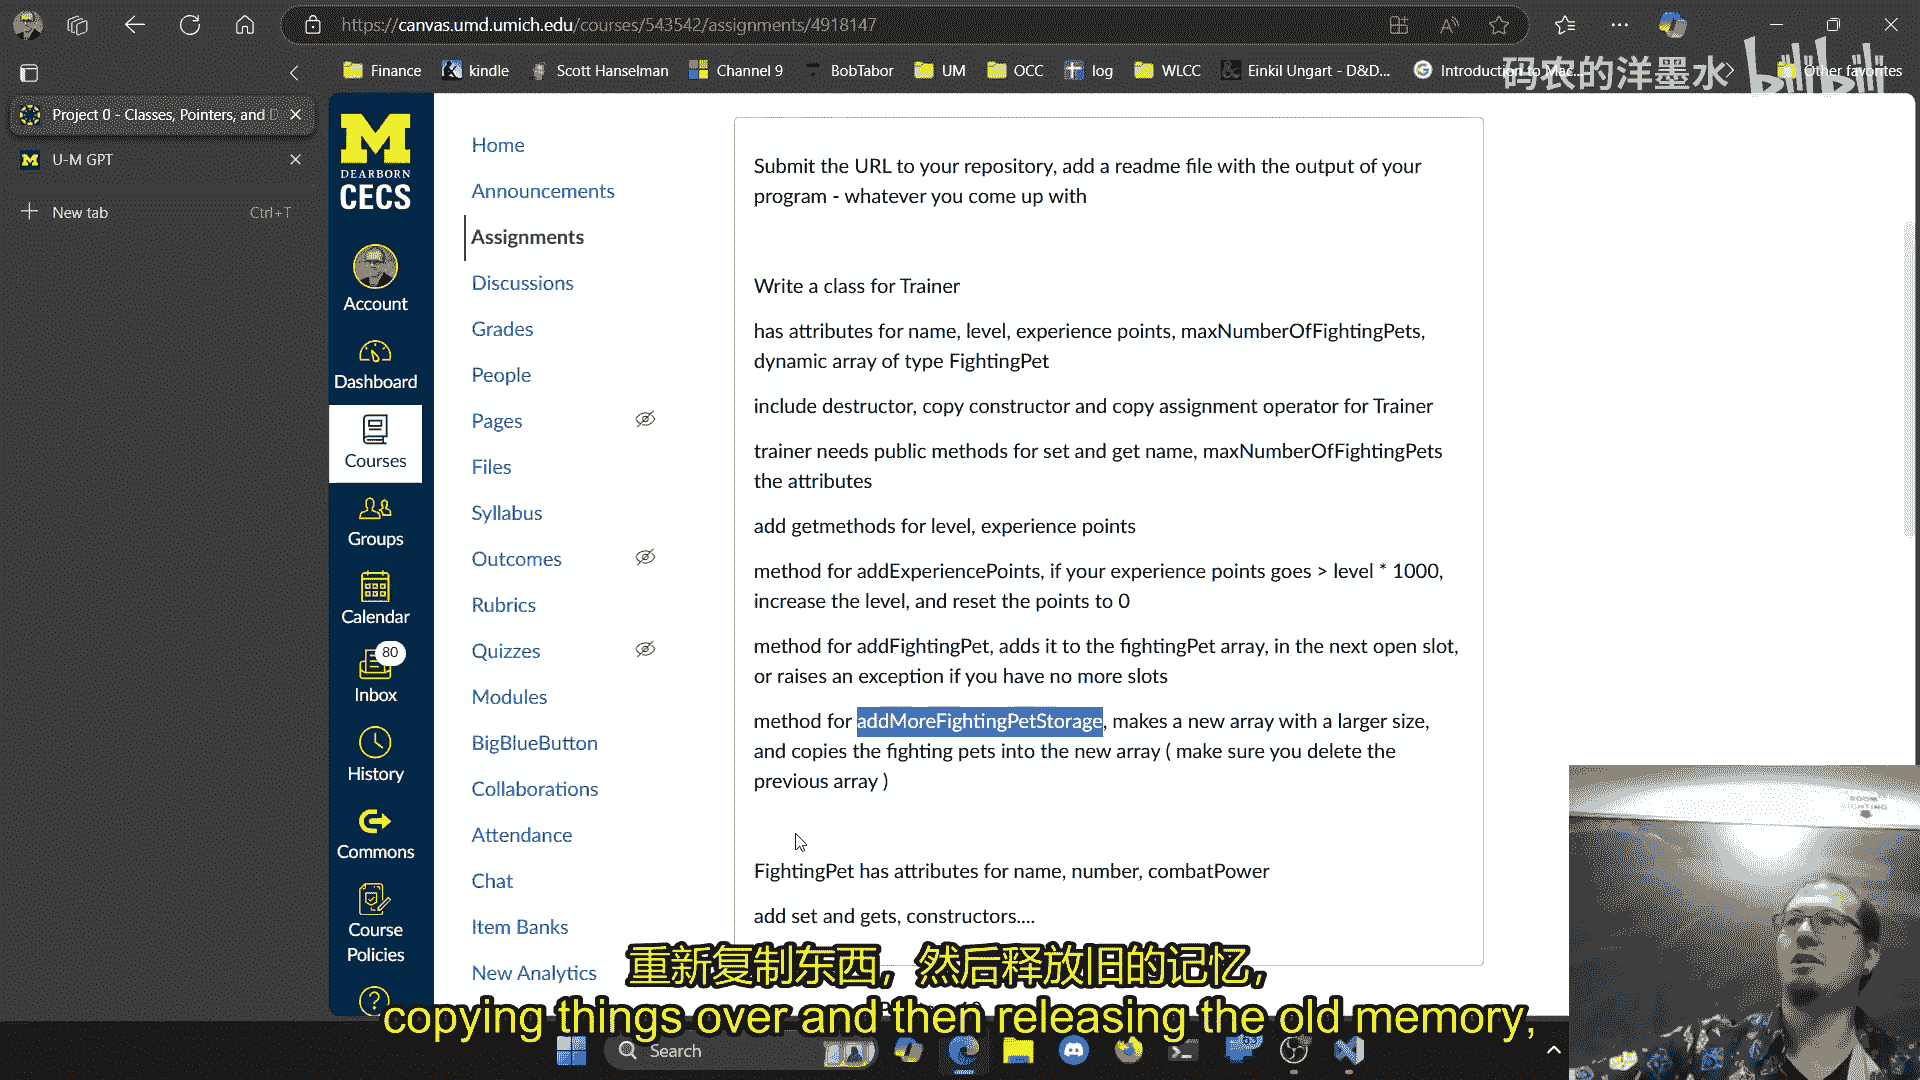 https://canvas.umd.umich.edu/courses/543542/assignments/4918147
Finance
kindle
Scott Hanselman
Channel 9
BobTabor
UM
OCC
log
WLCC
Einkil Ungart - D&D...
Introduction to Mac...
Other favorites
码农的洋墨水
bilibili
Project 0 - Classes, Pointers, and D
U-M GPT
New tab
Ctrl+T
M
DEARBORN
CECS
Account
Dashboard
Courses
Groups
Calendar
80
Inbox
History
Commons
Course
Policies
Home
Announcements
Assignments
Discussions
Grades
People
Pages
Files
Syllabus
Outcomes
Rubrics
Quizzes
Modules
BigBlueButton
Collaborations
Attendance
Chat
Item Banks
New Analytics
Submit the URL to your repository, add a readme file with the output of your
program - whatever you come up with
Write a class for Trainer
has attributes for name, level, experience points, maxNumberOfFightingPets,
dynamic array of type FightingPet
include destructor, copy constructor and copy assignment operator for Trainer
trainer needs public methods for set and get name, maxNumberOfFightingPets
the attributes
add getmethods for level, experience points
method for addExperiencePoints, if your experience points goes > level * 1000,
increase the level, and reset the points to 0
method for addFightingPet, adds it to the fightingPet array, in the next open slot,
or raises an exception if you have no more slots
method for addMoreFightingPetStorage, makes a new array with a larger size,
and copies the fighting pets into the new array ( make sure you delete the
previous array )
FightingPet has attributes for name, number, combatPower
add set and gets, constructors....
重新复制东西，然后释放旧的记忆，
copying things over and then releasing the old memory,
Search